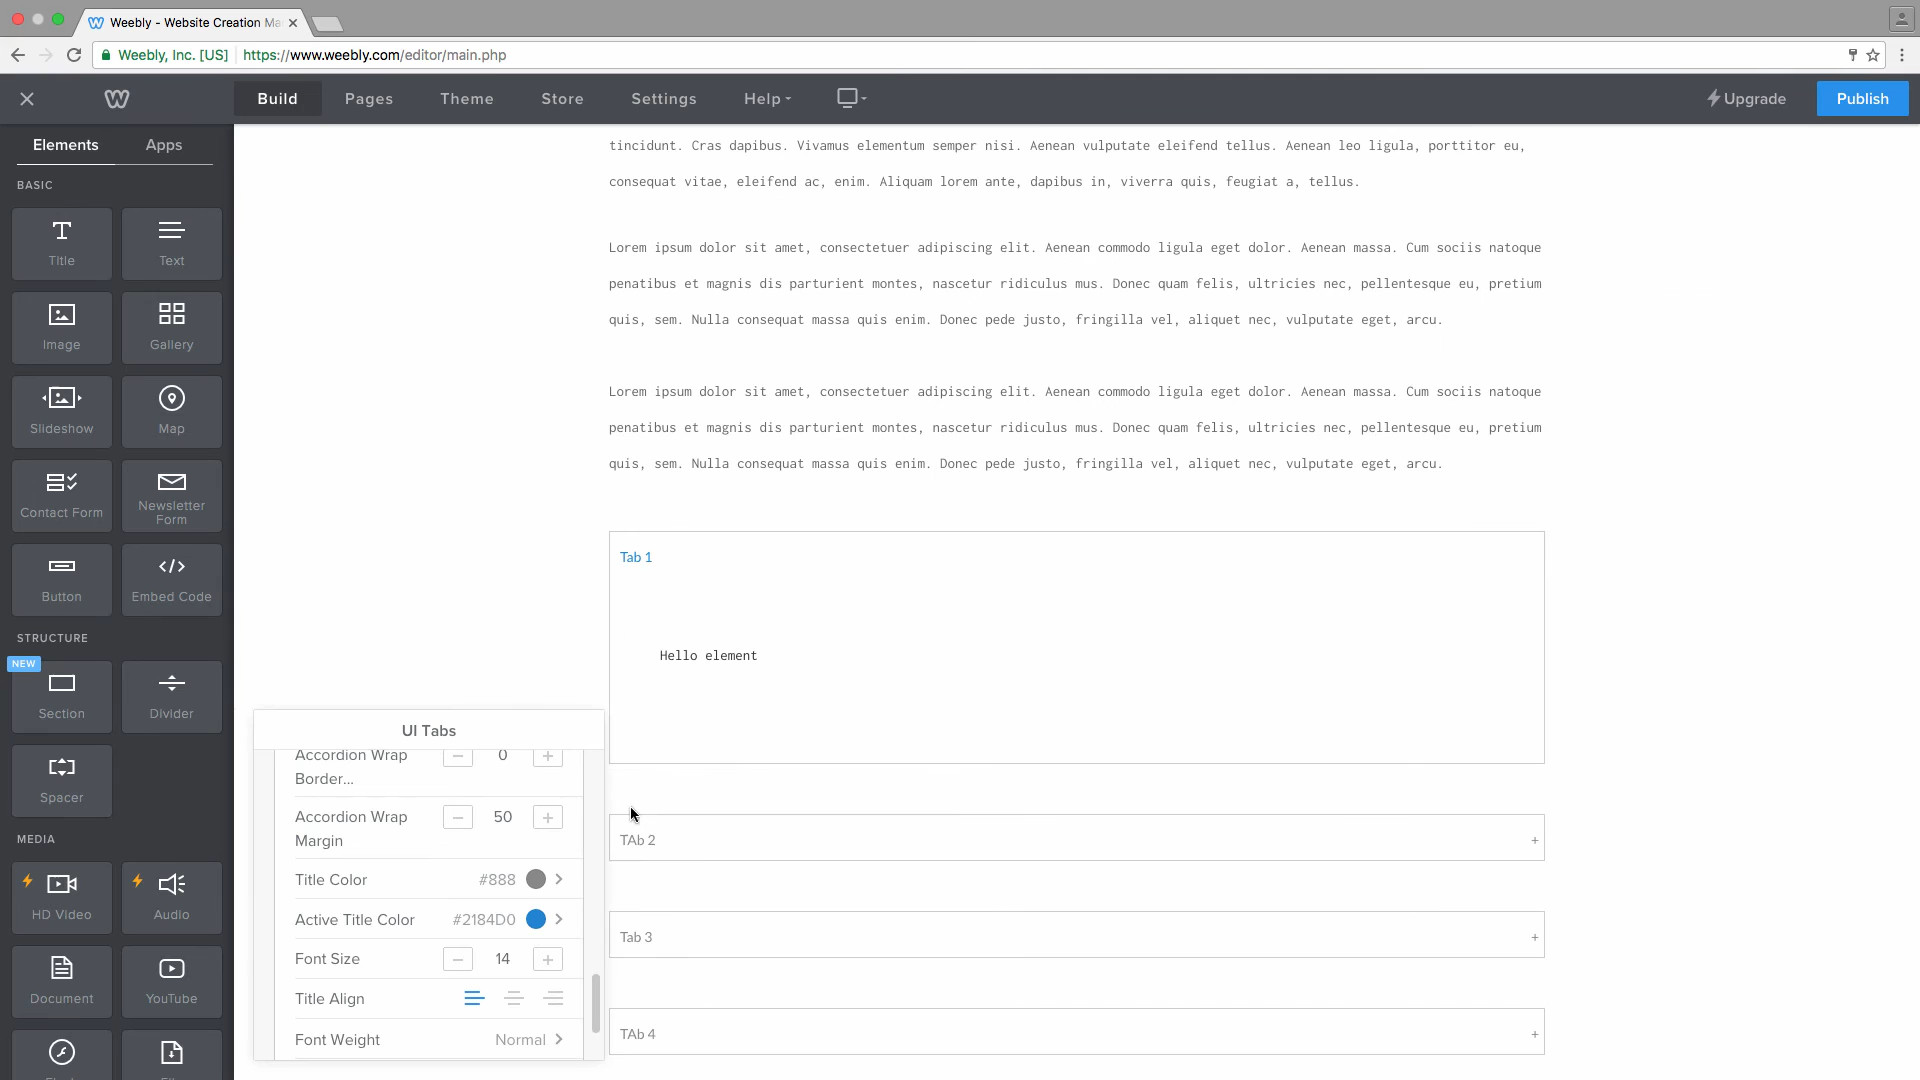 Weebly - Website Creation Ma
Weebly, Inc. [US]
https://www.weebly.com/editor/main.php
Build
Pages
Theme
Store
Settings
Help
Upgrade
Publish
Elements
Apps
BASIC
Title
Text
Image
Gallery
Slideshow
Map
Contact Form
Newsletter
Form
Button
Embed Code
STRUCTURE
NEW
Section
Divider
Spacer
MEDIA
HD Video
Audio
Document
YouTube
tincidunt. Cras dapibus. Vivamus elementum semper nisi. Aenean vulputate eleifend tellus. Aenean leo ligula, porttitor eu,
consequat vitae, eleifend ac, enim. Aliquam lorem ante, dapibus in, viverra quis, feugiat a, tellus.
Lorem ipsum dolor sit amet, consectetuer adipiscing elit. Aenean commodo ligula eget dolor. Aenean massa. Cum sociis natoque
penatibus et magnis dis parturient montes, nascetur ridiculus mus. Donec quam felis, ultricies nec, pellentesque eu, pretium
quis, sem. Nulla consequat massa quis enim. Donec pede justo, fringilla vel, aliquet nec, vulputate eget, arcu.
Lorem ipsum dolor sit amet, consectetuer adipiscing elit. Aenean commodo ligula eget dolor. Aenean massa. Cum sociis natoque
penatibus et magnis dis parturient montes, nascetur ridiculus mus. Donec quam felis, ultricies nec, pellentesque eu, pretium
quis, sem. Nulla consequat massa quis enim. Donec pede justo, fringilla vel, aliquet nec, vulputate eget, arcu.
Tab 1
Hello element
TAb 2 +
Tab 3 +
TAb 4 +
UI Tabs
Accordion Wrap
Border... − 0 +
Accordion Wrap
Margin − 50 +
Title Color #888
Active Title Color #2184D0
Font Size − 14 +
Title Align
Font Weight Normal